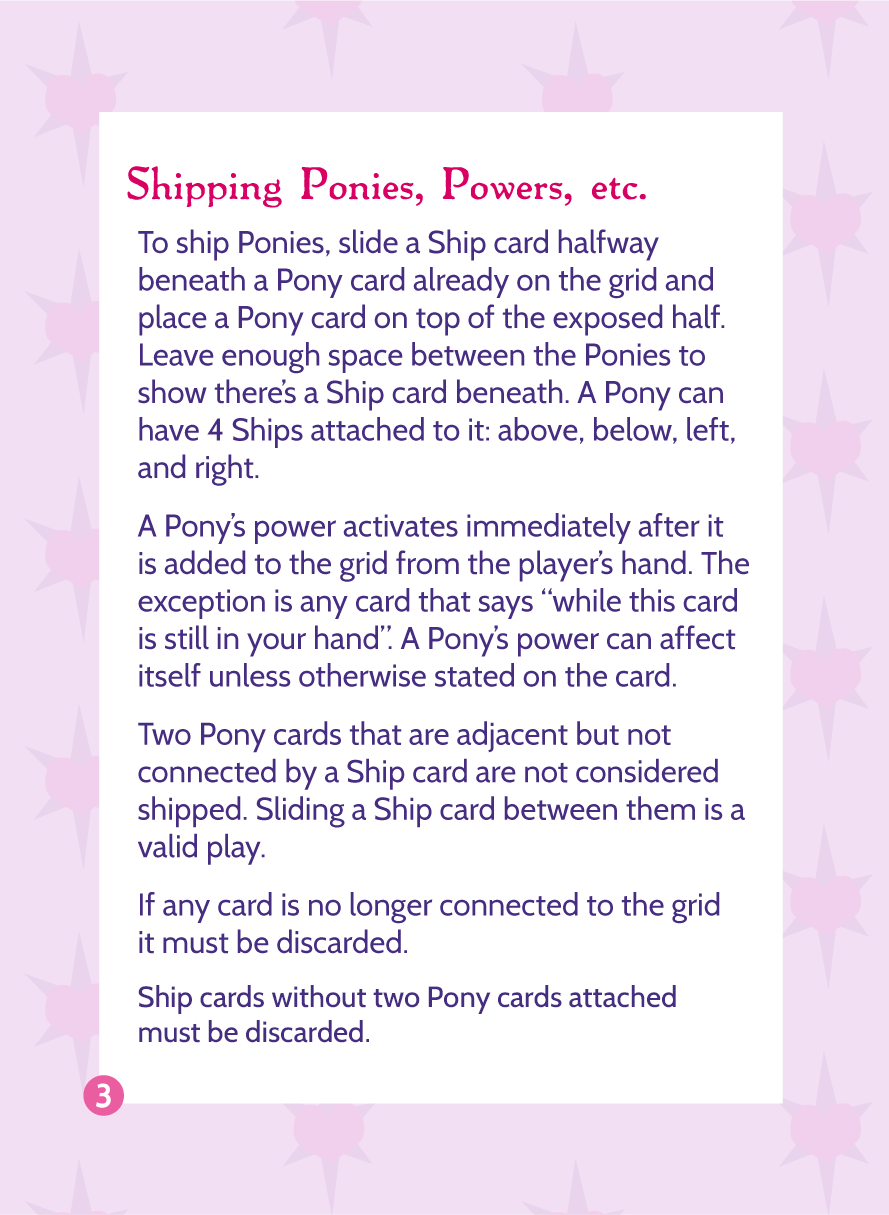 Shipping Ponies, Powers, etc.
To ship Ponies, slide a Ship card halfway
beneath a Pony card already on the grid and
place a Pony card on top of the exposed half.
Leave enough space between the Ponies to
show there’s a Ship card beneath. A Pony can
have 4 Ships attached to it: above, below, left,
and right.
A Pony’s power activates immediately after it
is added to the grid from the player’s hand. The
exception is any card that says “while this card
is still in your hand”. A Pony’s power can affect
itself unless otherwise stated on the card.
Two Pony cards that are adjacent but not
connected by a Ship card are not considered
shipped. Sliding a Ship card between them is a
valid play.
If any card is no longer connected to the grid
it must be discarded.
Ship cards without two Pony cards attached
must be discarded.
3